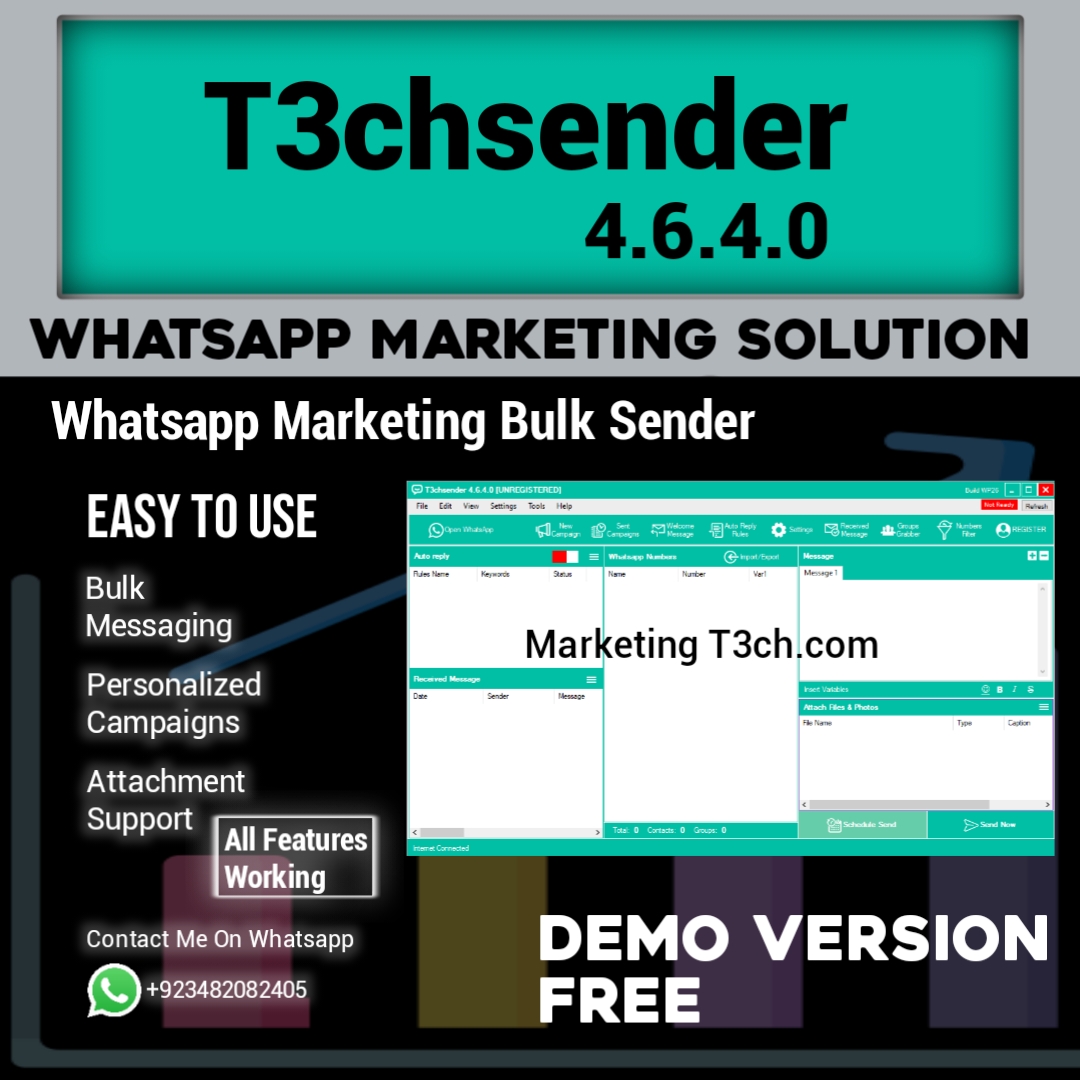 T3chsender
4.6.4.0
WHATSAPP MARKETING SOLUTION
Whatsapp Marketing Bulk Sender
EASY TO USE
Bulk
Messaging
Personalized
Campaigns
Attachment
Support
All Features
Working
Contact Me On Whatsapp
+923482082405
T3chsender 4.6.4.0 [UNREGISTERED]
Build WP28
File Edit View Settings Tools Help
Not Ready Refresh
Open WhatsApp
New
Campaign
Sent
Campaigns
Welcome
Message
Auto Reply
Rules
Settings
Received
Message
Groups
Grabber
Numbers
Filter
REGISTER
Auto reply
Rules Name Keywords Status
Received Message
Date Sender Message
Whatsapp Numbers Import/Export
Name Number Var1
Marketing T3ch.com
Total: 0 Contacts: 0 Groups: 0
Message
Message 1
Insert Variables B I S
Attach Files & Photos
File Name Type Caption
Schedule Send Send Now
Internet Connected
DEMO VERSION
FREE